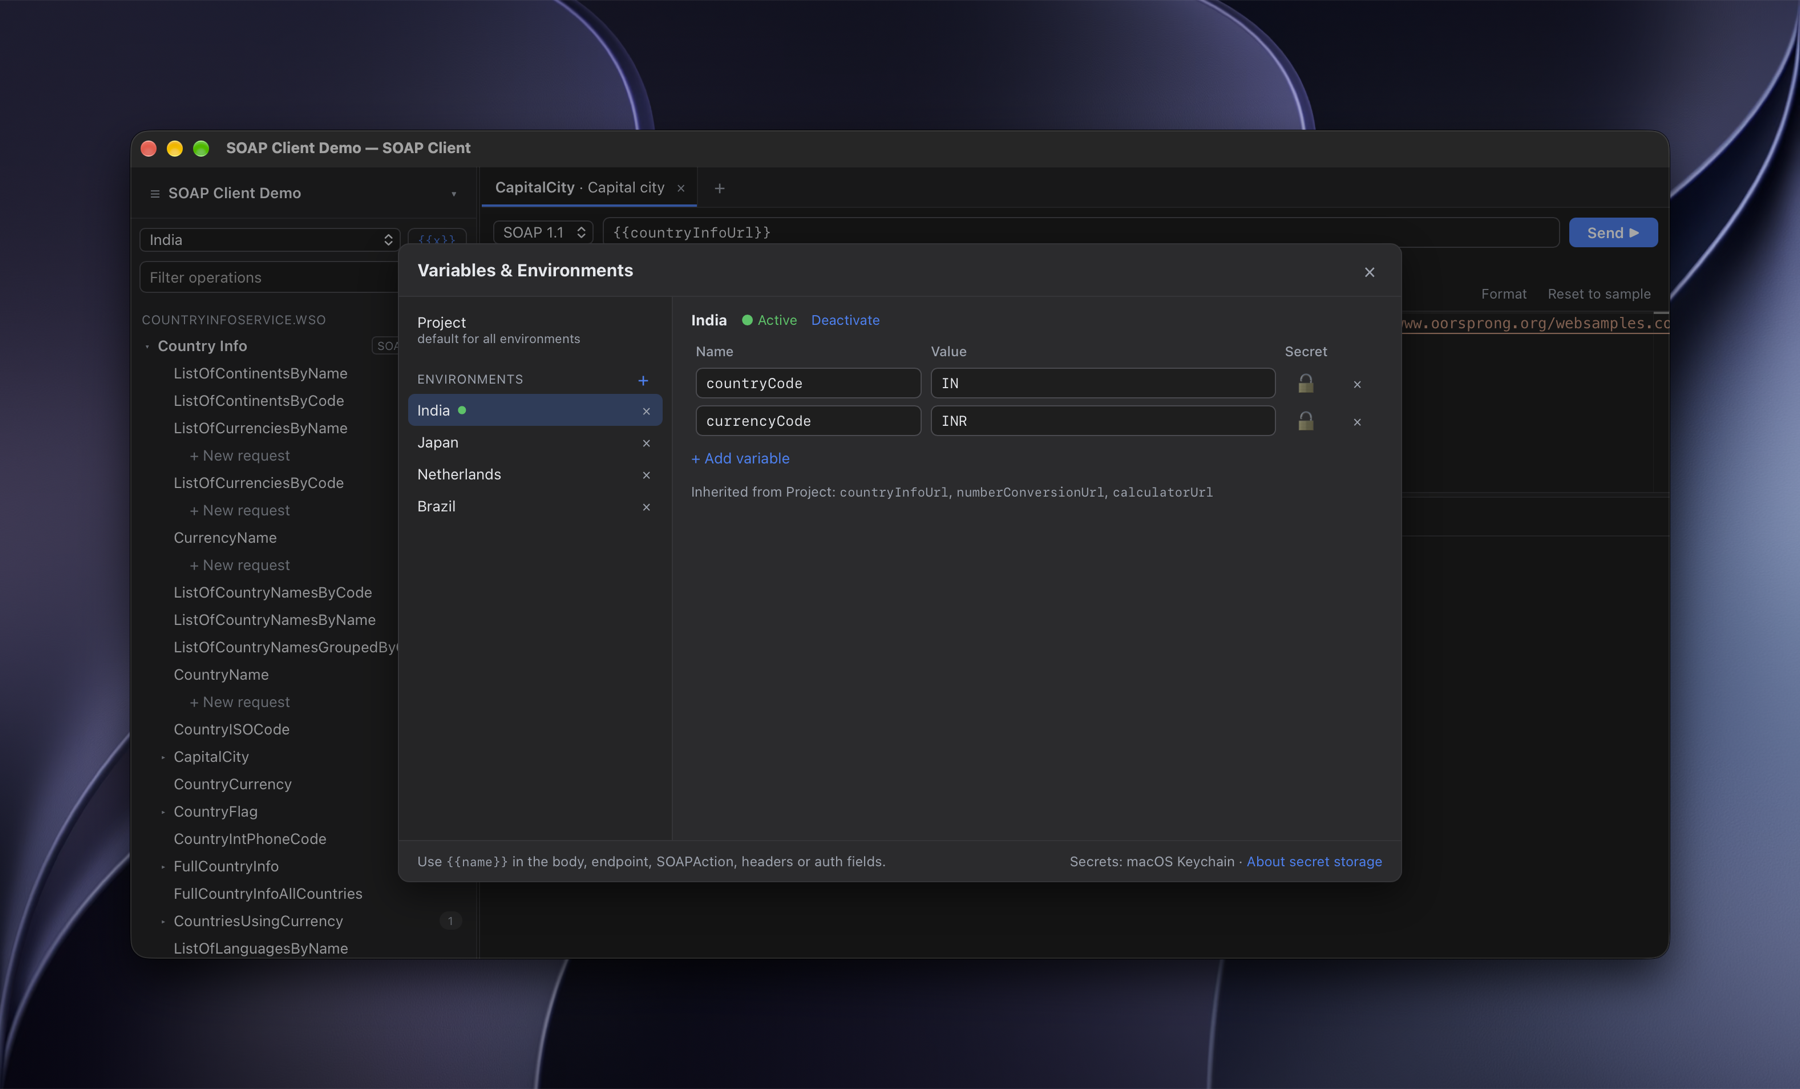 SOAP Client Demo — SOAP Client
SOAP Client Demo
India
{{x}}
Filter operations
COUNTRYINFOSERVICE.WSO
Country Info
SOA
ListOfContinentsByName
ListOfContinentsByCode
ListOfCurrenciesByName
+ New request
ListOfCurrenciesByCode
+ New request
CurrencyName
+ New request
ListOfCountryNamesByCode
ListOfCountryNamesByName
ListOfCountryNamesGroupedBy
CountryName
+ New request
CountryISOCode
CapitalCity
CountryCurrency
CountryFlag
CountryIntPhoneCode
FullCountryInfo
FullCountryInfoAllCountries
CountriesUsingCurrency 1
ListOfLanguagesByName
CapitalCity · Capital city × +
SOAP 1.1 {{countryInfoUrl}} Send
Format Reset to sample
www.oorsprong.org/websamples.co
Variables & Environments ×
Project
default for all environments
ENVIRONMENTS +
India ×
Japan ×
Netherlands ×
Brazil ×
India Active Deactivate
Name Value Secret
countryCode IN ×
currencyCode INR ×
+ Add variable
Inherited from Project: countryInfoUrl, numberConversionUrl, calculatorUrl
Use {{name}} in the body, endpoint, SOAPAction, headers or auth fields.
Secrets: macOS Keychain · About secret storage